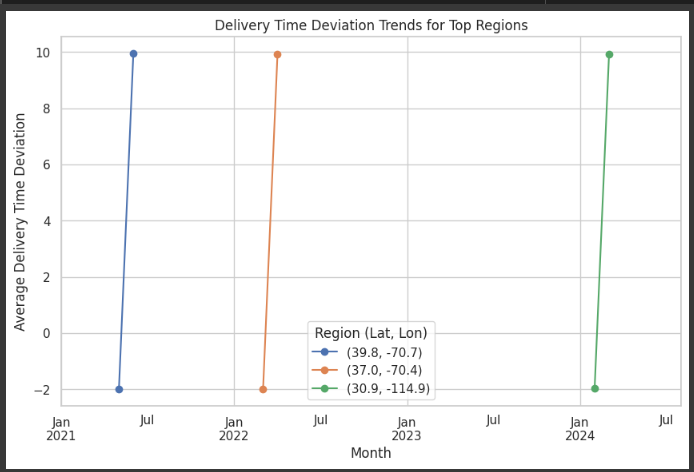 Delivery Time Deviation Trends for Top Regions
Average Delivery Time Deviation
10
8
6
4
2
0
−2
Region (Lat, Lon)
(39.8, -70.7)
(37.0, -70.4)
(30.9, -114.9)
Jan Jul Jan Jul Jan Jul Jan Jul
2021 2022 2023 2024
Month